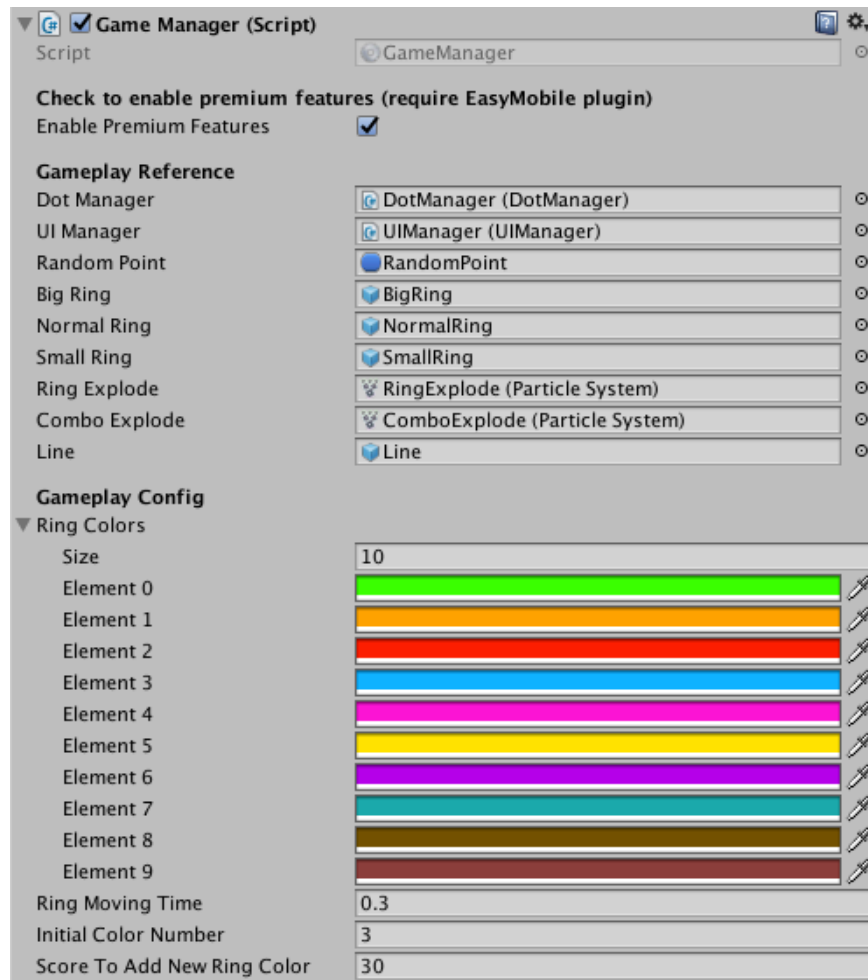 Game Manager (Script)
Script GameManager
Check to enable premium features (require EasyMobile plugin)
Enable Premium Features
Gameplay Reference
Dot Manager DotManager (DotManager)
UI Manager UIManager (UIManager)
Random Point RandomPoint
Big Ring BigRing
Normal Ring NormalRing
Small Ring SmallRing
Ring Explode RingExplode (Particle System)
Combo Explode ComboExplode (Particle System)
Line Line
Gameplay Config
Ring Colors
Size 10
Element 0
Element 1
Element 2
Element 3
Element 4
Element 5
Element 6
Element 7
Element 8
Element 9
Ring Moving Time 0.3
Initial Color Number 3
Score To Add New Ring Color 30